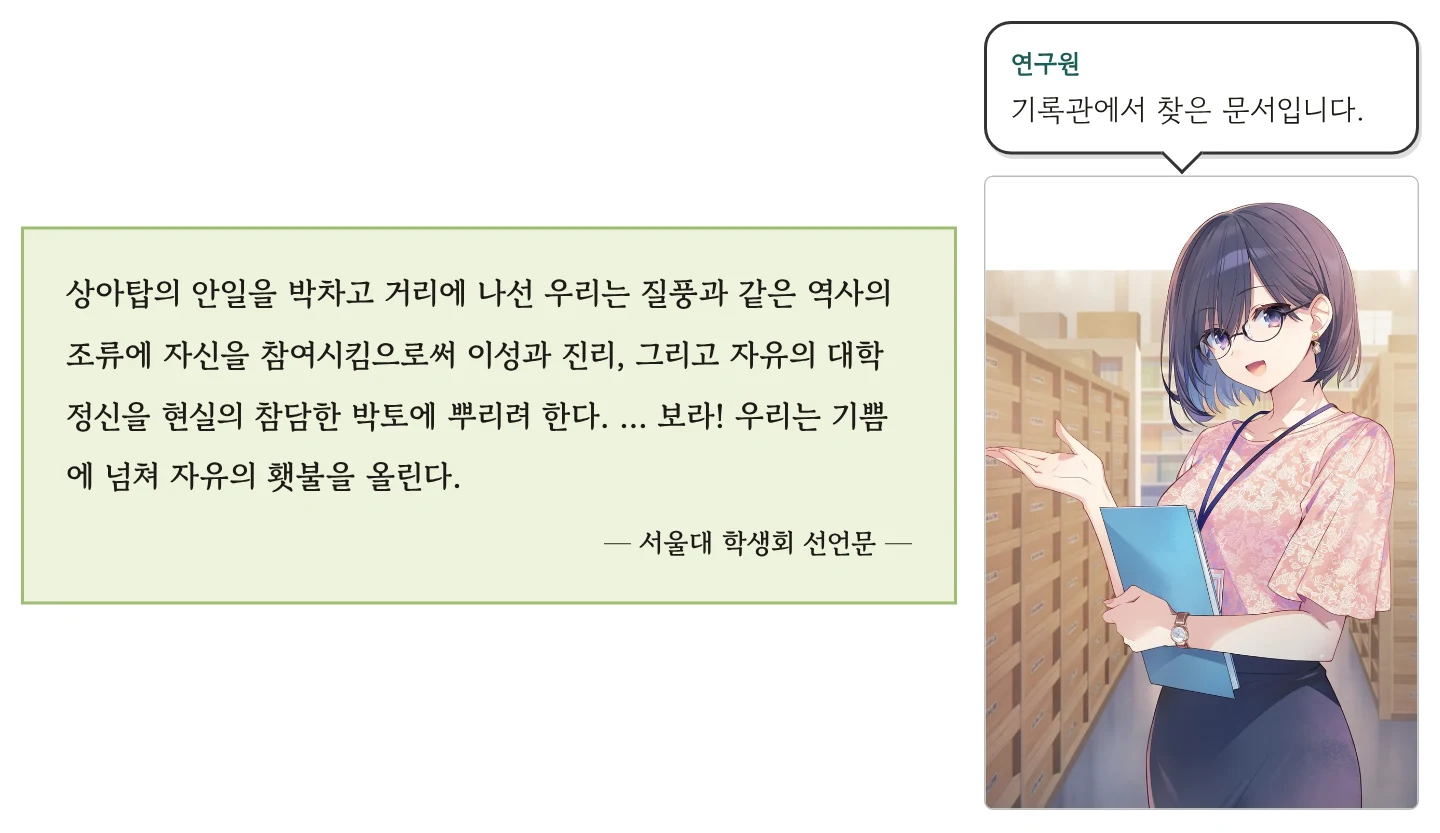 연구원
기록관에서 찾은 문서입니다.
상아탑의 안일을 박차고 거리에 나선 우리는 질풍과 같은 역사의
조류에 자신을 참여시킴으로써 이성과 진리, 그리고 자유의 대학
정신을 현실의 참담한 박토에 뿌리려 한다. ... 보라! 우리는 기쁨
에 넘쳐 자유의 횃불을 올린다.
— 서울대 학생회 선언문 —